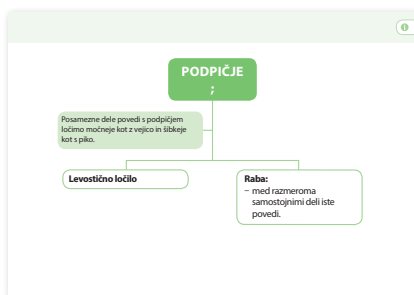 PODPIČJE
;
Posamezne dele povedi s podpičjem
ločimo močneje kot z vejico in šibkeje
kot s piko.
Levostično ločilo
Raba:
– med razmeroma
samostojnimi deli iste
povedi.